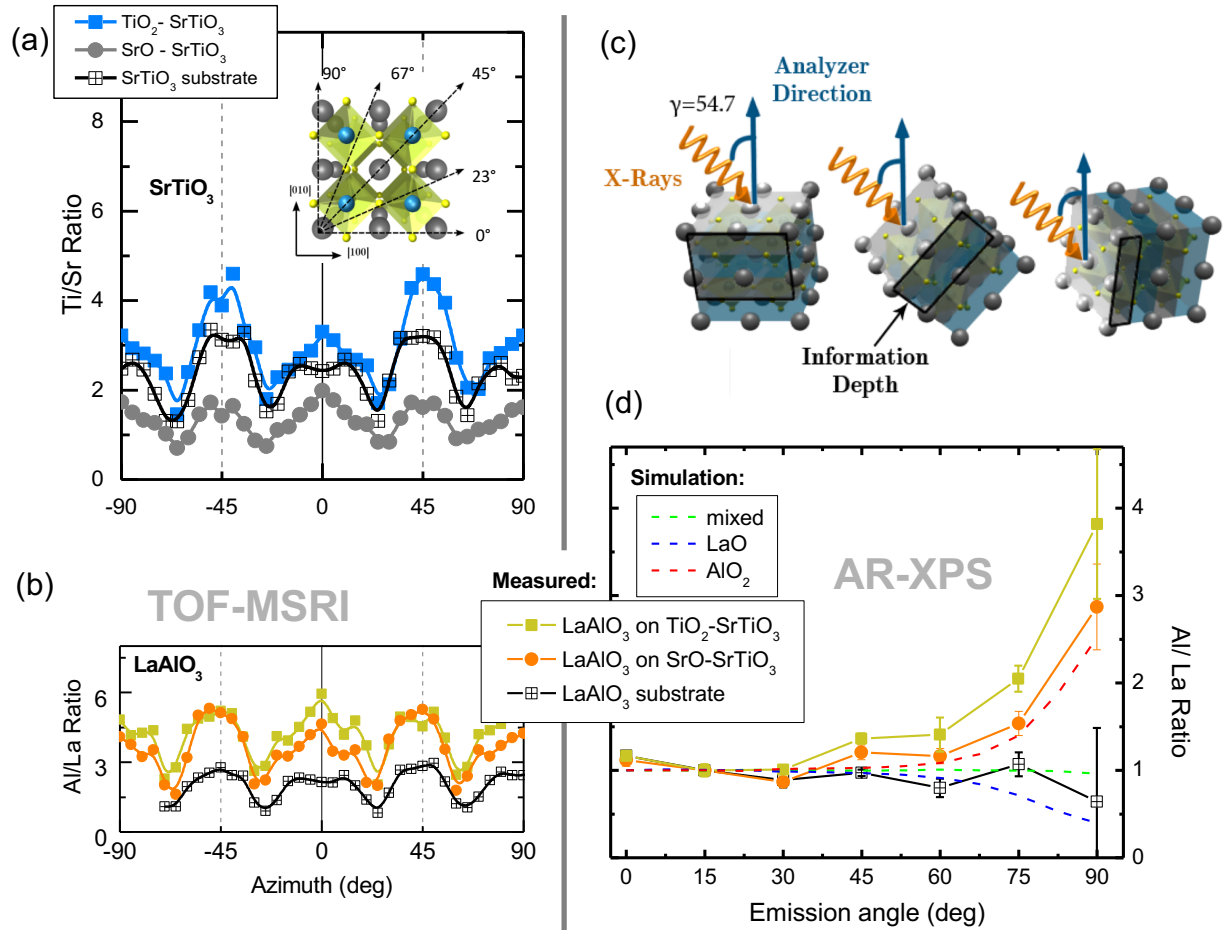 (a)
TiO2- SrTiO3
SrO - SrTiO3
SrTiO3 substrate
90°
67°
45°
23°
0°
|010|
|100|
SrTiO3
Ti/Sr Ratio
8
6
4
2
0
-90
-45
0
45
90
(b)
TOF-MSRI
LaAlO3
Al/La Ratio
6
3
0
-90
-45
0
45
90
Azimuth (deg)
(c)
Analyzer
Direction
γ=54.7
X-Rays
Information
Depth
(d)
Simulation:
mixed
LaO
AlO2
AR-XPS
Measured:
LaAlO3 on TiO2-SrTiO3
LaAlO3 on SrO-SrTiO3
LaAlO3 substrate
4
3
2
1
0
Al/ La Ratio
0
15
30
45
60
75
90
Emission angle (deg)